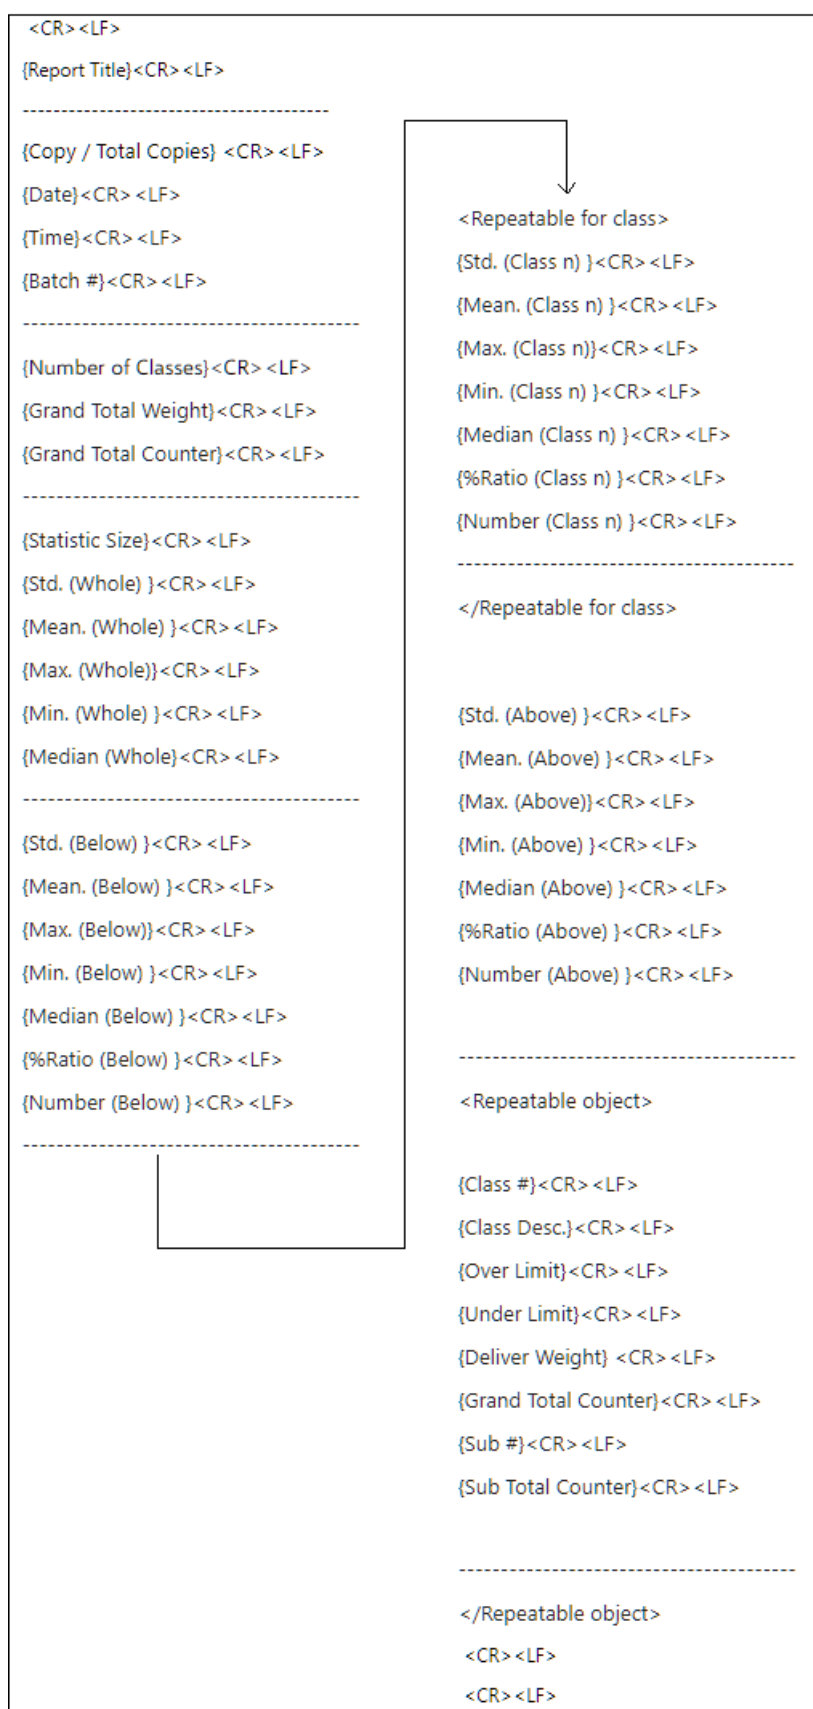 <CR><LF>
{Report Title}<CR><LF>
----------------------------------------
{Copy / Total Copies} <CR><LF>
{Date}<CR><LF>
{Time}<CR><LF>
{Batch #}<CR><LF>
----------------------------------------
{Number of Classes}<CR><LF>
{Grand Total Weight}<CR><LF>
{Grand Total Counter}<CR><LF>
----------------------------------------
{Statistic Size}<CR><LF>
{Std. (Whole) }<CR><LF>
{Mean. (Whole) }<CR><LF>
{Max. (Whole)}<CR><LF>
{Min. (Whole) }<CR><LF>
{Median (Whole}<CR><LF>
----------------------------------------
{Std. (Below) }<CR><LF>
{Mean. (Below) }<CR><LF>
{Max. (Below)}<CR><LF>
{Min. (Below) }<CR><LF>
{Median (Below) }<CR><LF>
{%Ratio (Below) }<CR><LF>
{Number (Below) }<CR><LF>
----------------------------------------
<Repeatable for class>
{Std. (Class n) }<CR><LF>
{Mean. (Class n) }<CR><LF>
{Max. (Class n)}<CR><LF>
{Min. (Class n) }<CR><LF>
{Median (Class n) }<CR><LF>
{%Ratio (Class n) }<CR><LF>
{Number (Class n) }<CR><LF>
----------------------------------------
</Repeatable for class>
{Std. (Above) }<CR><LF>
{Mean. (Above) }<CR><LF>
{Max. (Above)}<CR><LF>
{Min. (Above) }<CR><LF>
{Median (Above) }<CR><LF>
{%Ratio (Above) }<CR><LF>
{Number (Above) }<CR><LF>
----------------------------------------
<Repeatable object>
{Class #}<CR><LF>
{Class Desc.}<CR><LF>
{Over Limit}<CR><LF>
{Under Limit}<CR><LF>
{Deliver Weight} <CR><LF>
{Grand Total Counter}<CR><LF>
{Sub #}<CR><LF>
{Sub Total Counter}<CR><LF>
----------------------------------------
</Repeatable object>
<CR><LF>
<CR><LF>